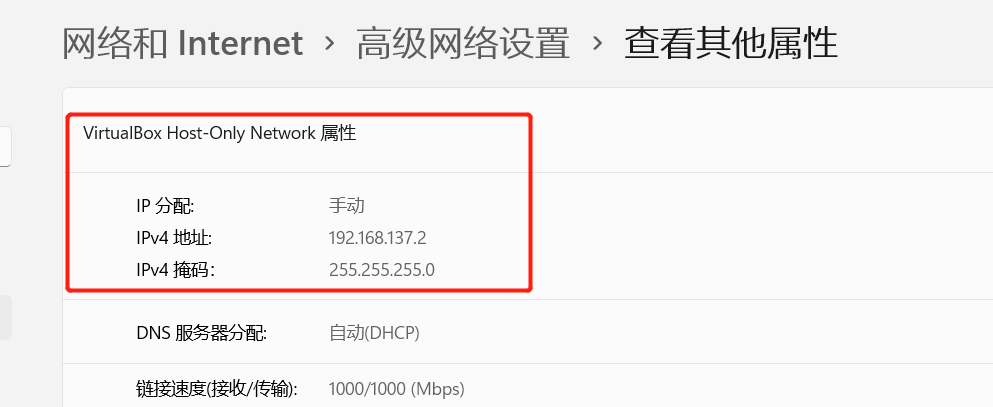 网络和 Internet › 高级网络设置 › 查看其他属性
VirtualBox Host-Only Network 属性
IP 分配: 手动
IPv4 地址: 192.168.137.2
IPv4 掩码: 255.255.255.0
DNS 服务器分配: 自动(DHCP)
链接速度(接收/传输): 1000/1000 (Mbps)